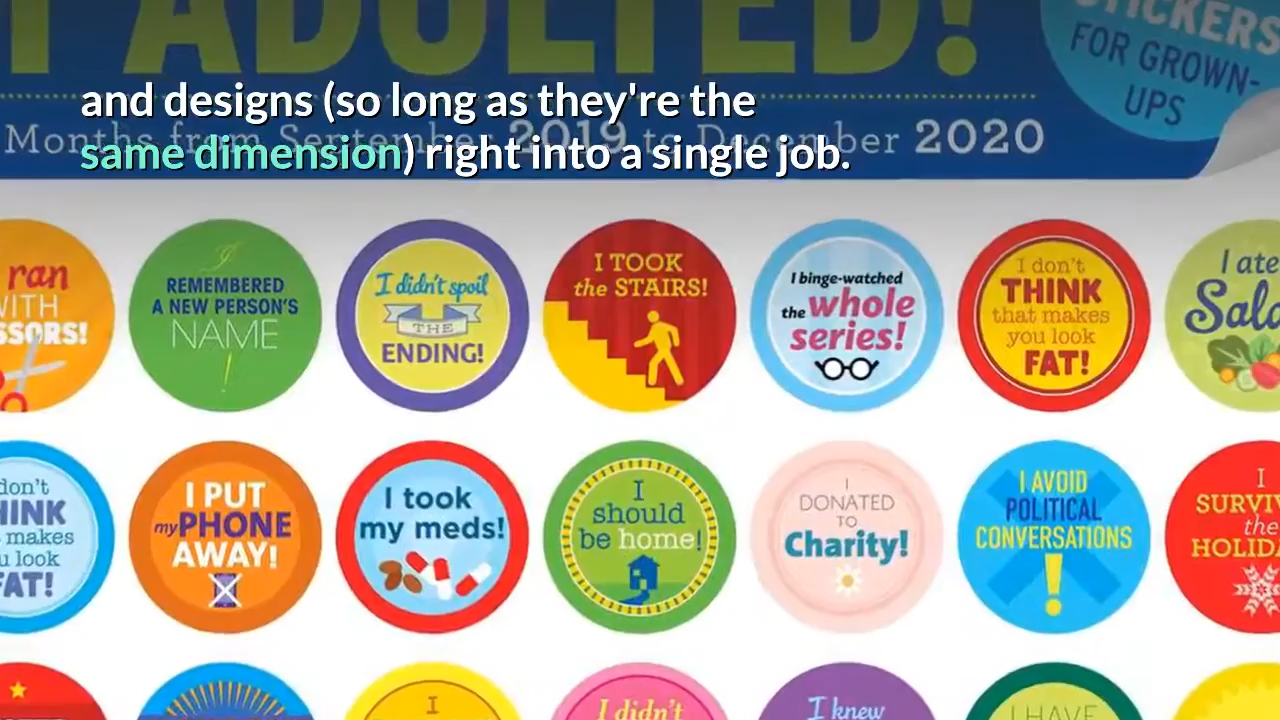 ADULTED!
STICKERS
FOR GROWN-
UPS
and designs (so long as they're the
same dimension) right into a single job.
Months from September 2019 to December 2020
ran
WITH
SSORS!
I
REMEMBERED
A NEW PERSON'S
NAME
!
I didn't spoil
THE
ENDING!
I TOOK
the STAIRS!
I binge-watched
the whole
series!
I don't
THINK
that makes
you look
FAT!
I ate
Sala
don't
HINK
makes
u look
FAT!
I PUT
my PHONE
AWAY!
I took
my meds!
I
should
be home!
I
DONATED
TO
Charity!
I AVOID
POLITICAL
CONVERSATIONS
!
I
SURVIV
the
HOLIDA
I
I didn't
I knew
I HAVE